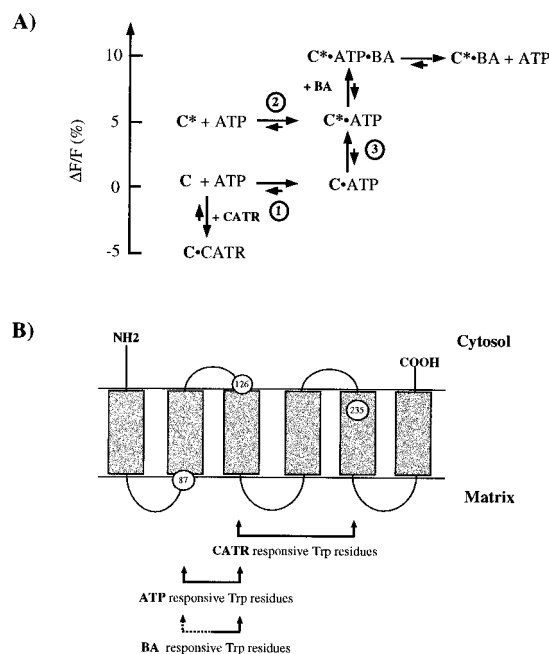 A)
ΔF/F (%)
10
5
0
-5
C*•ATP•BA
C*•BA + ATP
+ BA
2
C* + ATP
C*•ATP
3
C + ATP
C•ATP
1
+ CATR
C•CATR
B)
NH2
Cytosol
COOH
126
235
87
Matrix
CATR responsive Trp residues
ATP responsive Trp residues
BA responsive Trp residues